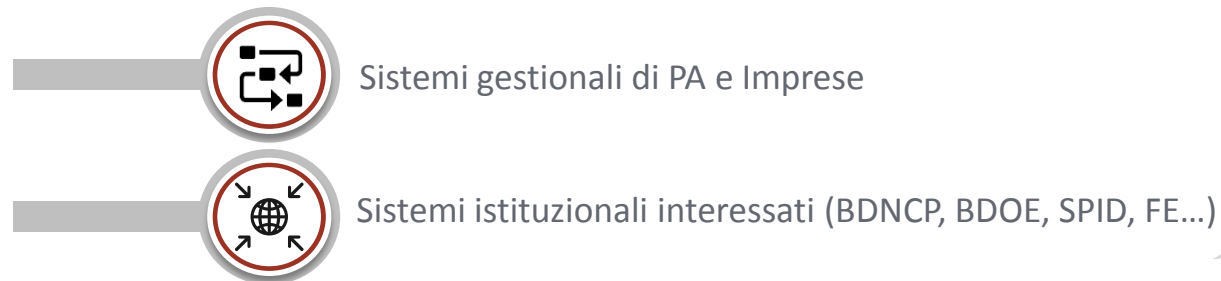 Sistemi gestionali di PA e Imprese
Sistemi istituzionali interessati (BDNCP, BDOE, SPID, FE…)